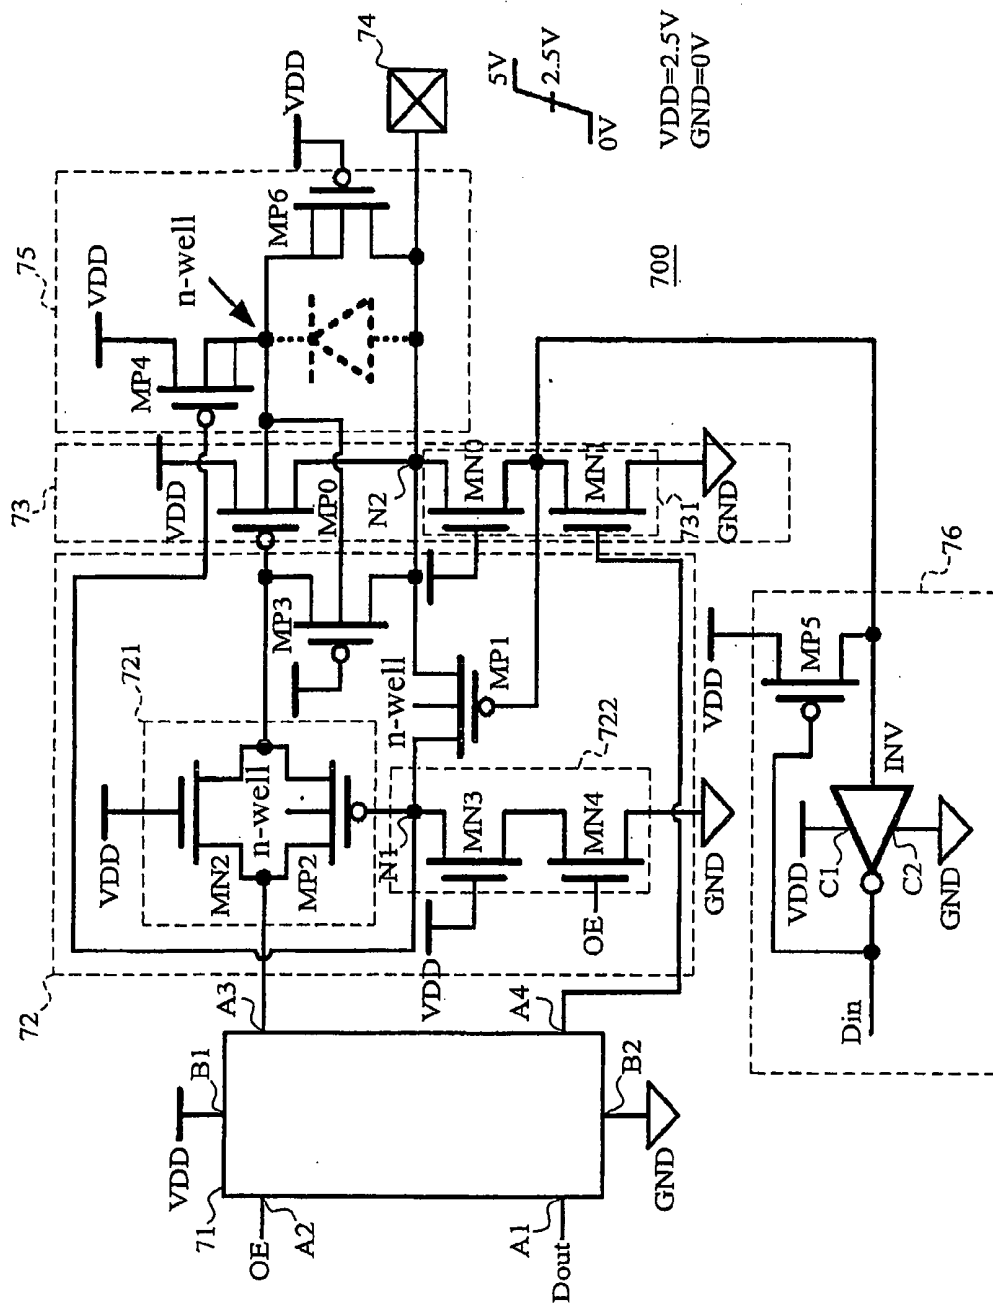 74
VDD
75
VDD
n-well
MP6
MP4
5V
2.5V
0V
VDD=2.5V
GND=0V
700
73
VDD
MP0
N2
MN0
MN1
731
GND
72
721
VDD
MN2
n-well
MP2
MP3
n-well
MP1
722
N1
MN3
MN4
VDD
OE
GND
76
VDD
MP5
INV
VDD
C1
C2
GND
Din
71
VDD
B1
A3
A4
B2
GND
OE
A2
A1
Dout